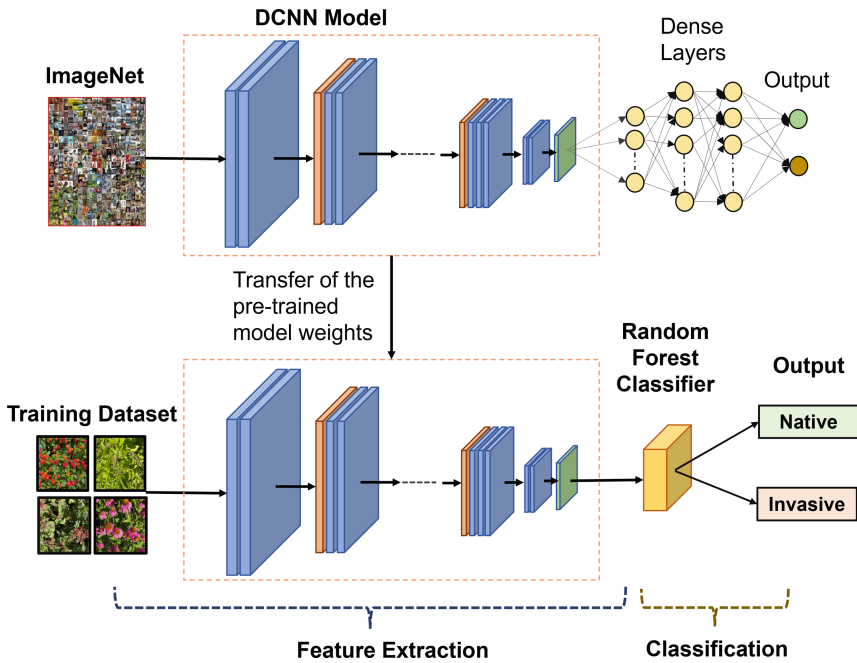 DCNN Model
ImageNet
Dense
Layers
Output
Transfer of the
pre-trained
model weights
Random
Forest
Classifier
Output
Training Dataset
Native
Invasive
Feature Extraction
Classification